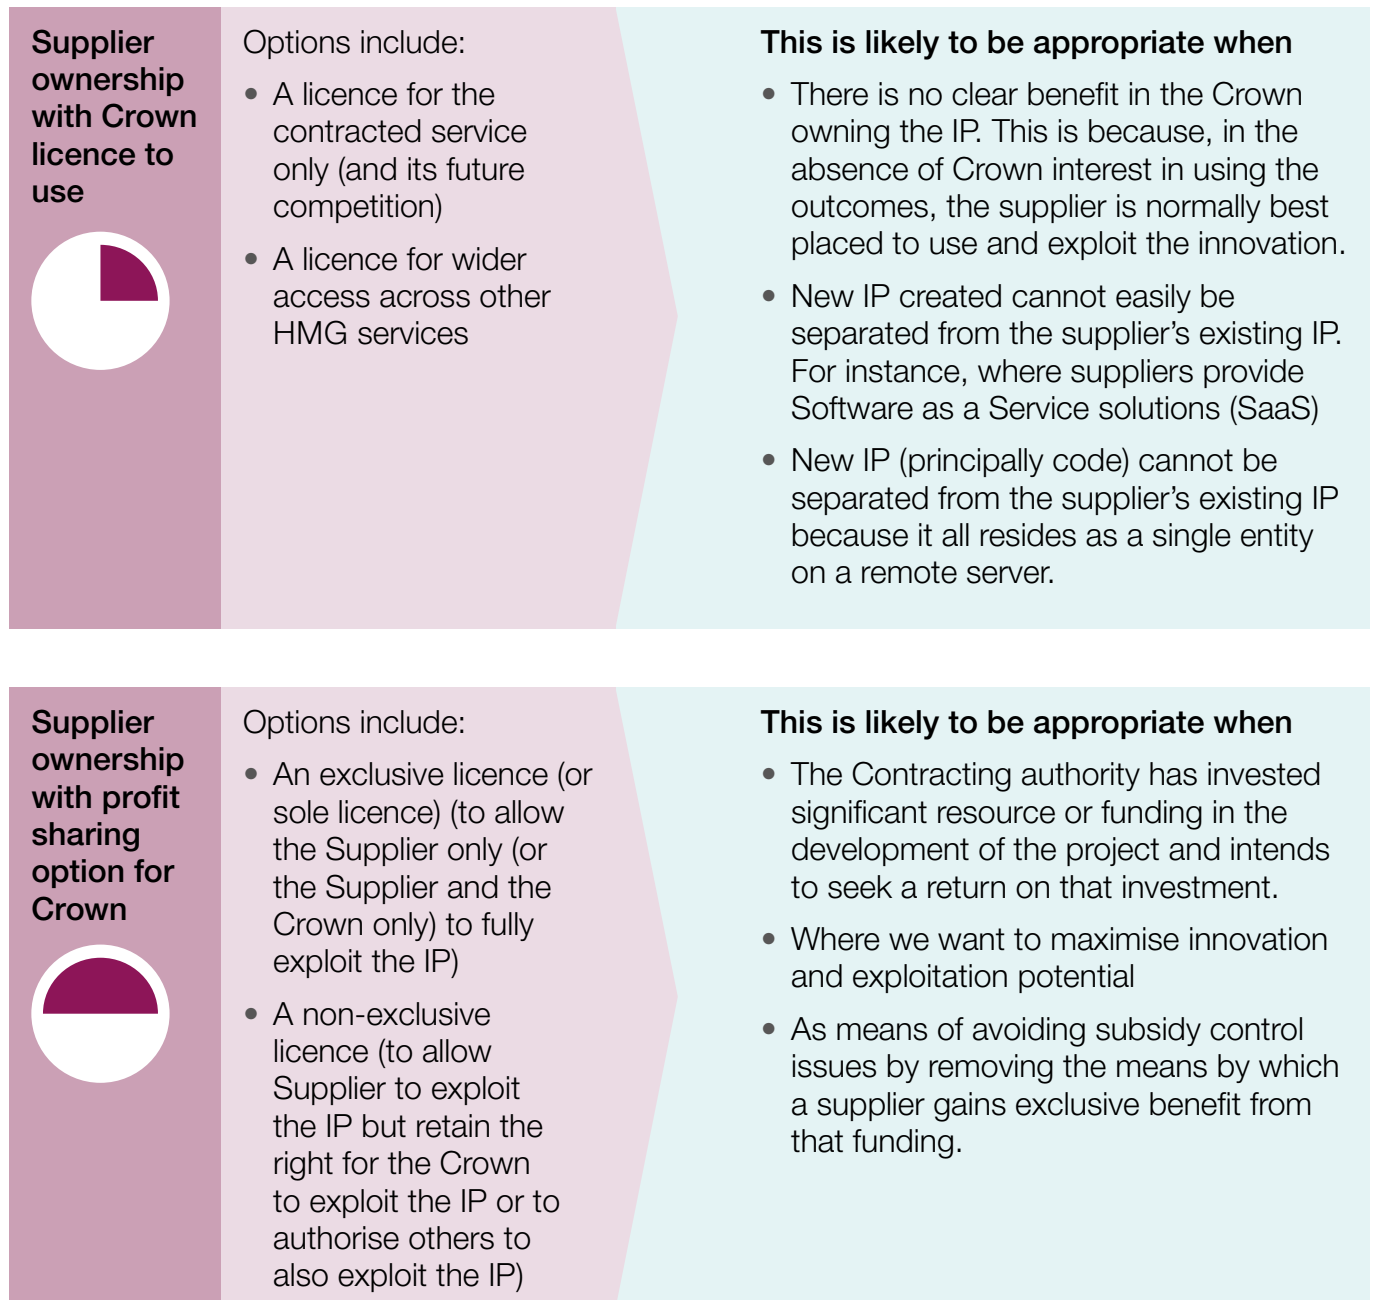 Supplier
ownership
with Crown
licence to
use
Options include:
• A licence for the
contracted service
only (and its future
competition)
• A licence for wider
access across other
HMG services
This is likely to be appropriate when
• There is no clear benefit in the Crown
owning the IP. This is because, in the
absence of Crown interest in using the
outcomes, the supplier is normally best
placed to use and exploit the innovation.
• New IP created cannot easily be
separated from the supplier’s existing IP.
For instance, where suppliers provide
Software as a Service solutions (SaaS)
• New IP (principally code) cannot be
separated from the supplier’s existing IP
because it all resides as a single entity
on a remote server.
Supplier
ownership
with profit
sharing
option for
Crown
Options include:
• An exclusive licence (or
sole licence) (to allow
the Supplier only (or
the Supplier and the
Crown only) to fully
exploit the IP)
• A non-exclusive
licence (to allow
Supplier to exploit
the IP but retain the
right for the Crown
to exploit the IP or to
authorise others to
also exploit the IP)
This is likely to be appropriate when
• The Contracting authority has invested
significant resource or funding in the
development of the project and intends
to seek a return on that investment.
• Where we want to maximise innovation
and exploitation potential
• As means of avoiding subsidy control
issues by removing the means by which
a supplier gains exclusive benefit from
that funding.